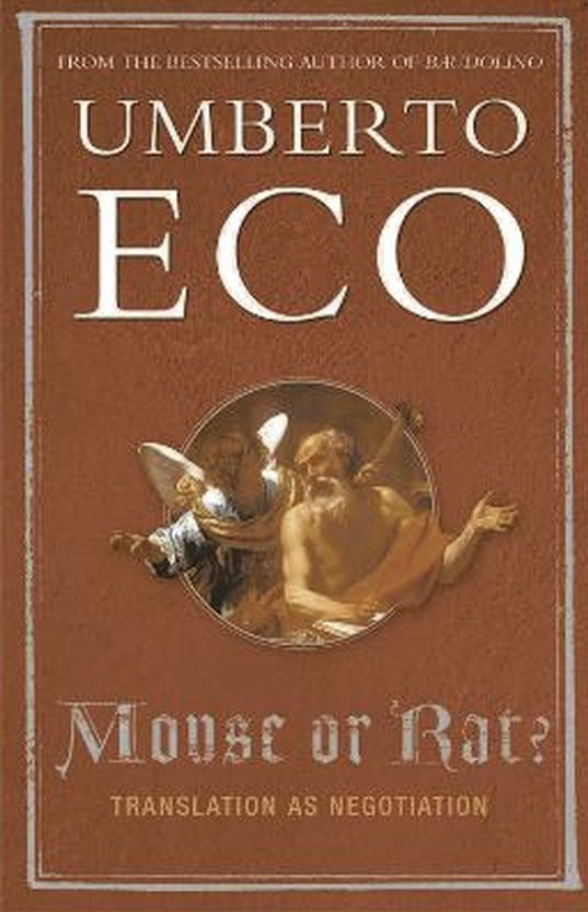 FROM THE BESTSELLING AUTHOR OF BAUDOLINO
UMBERTO
ECO
Mouse or Rat?
TRANSLATION AS NEGOTIATION